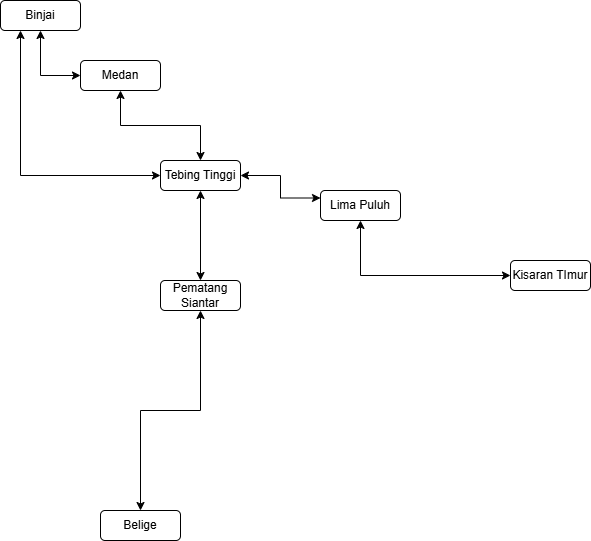 Binjai
Medan
Tebing Tinggi
Lima Puluh
Kisaran TImur
Pematang
Siantar
Belige